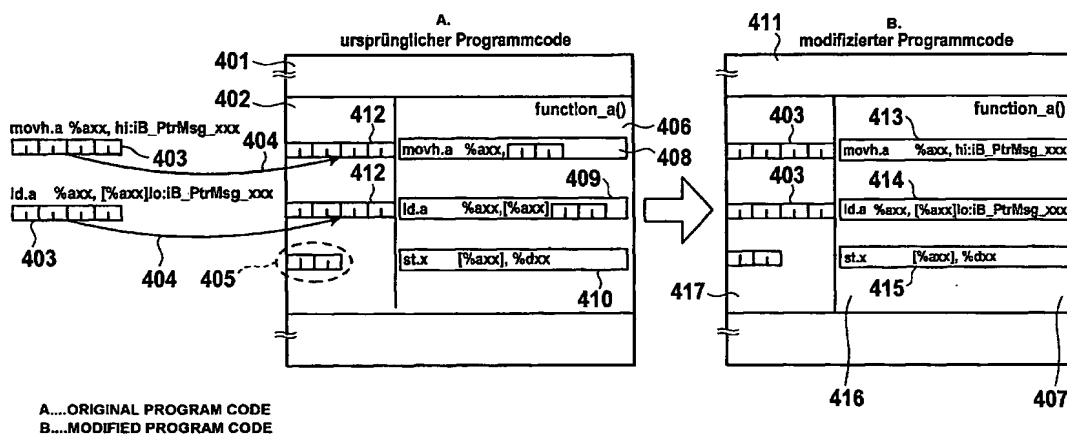 A.
ursprünglicher Programmcode
B.
modifizierter Programmcode
411
401
402
412
function_a()
406
movh.a %axx, hi:iB_PtrMsg_xxx
403
404
movh.a %axx,
408
412
409
ld.a %axx, [%axx]lo:iB_PtrMsg_xxx
403
404
ld.a %axx,[%axx]
405
st.x [%axx], %dxx
410
403
function_a()
413
movh.a %axx, hi:iB_PtrMsg_xxx
403
414
ld.a %axx, [%axx]lo:iB_PtrMsg_xxx
st.x [%axx], %dxx
417
415
416
407
A....ORIGINAL PROGRAM CODE
B....MODIFIED PROGRAM CODE